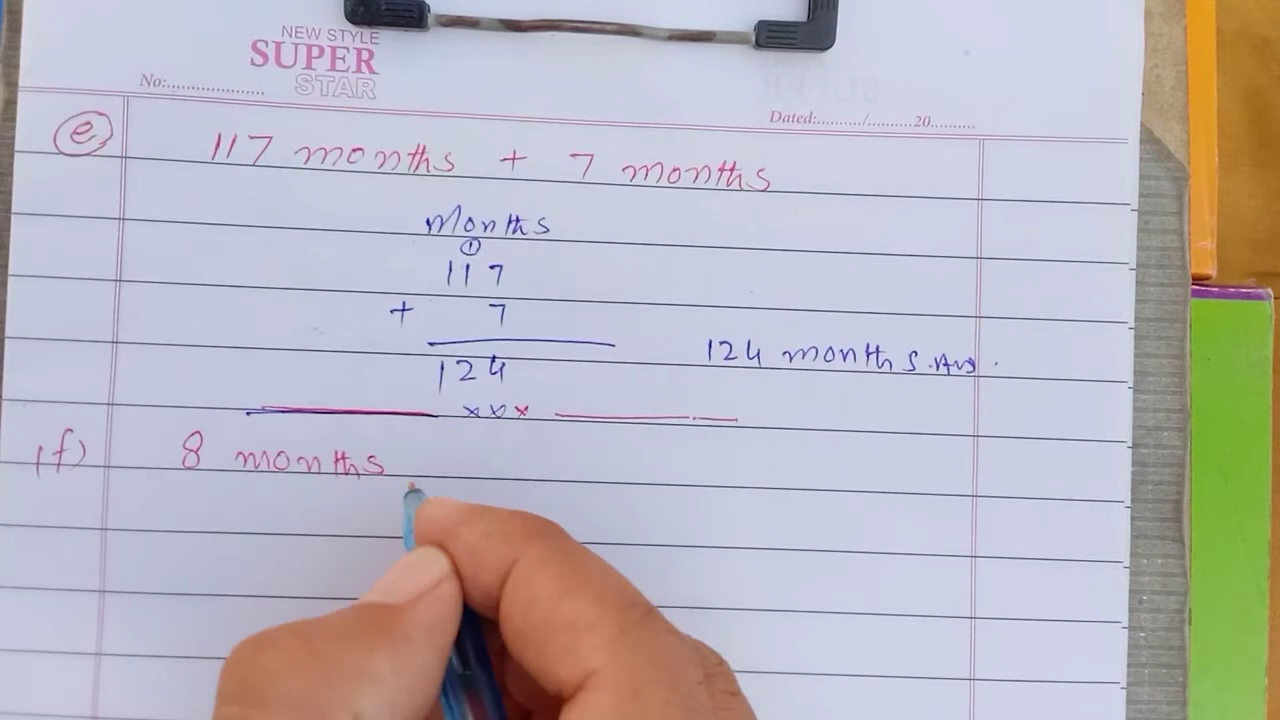 NEW STYLE
SUPER
STAR
No:.....................
Dated:........../..........20..........
(e) 117 months + 7 months
months
1
117
+ 7
124
124 months. Ans.
xxx
(f) 8 months